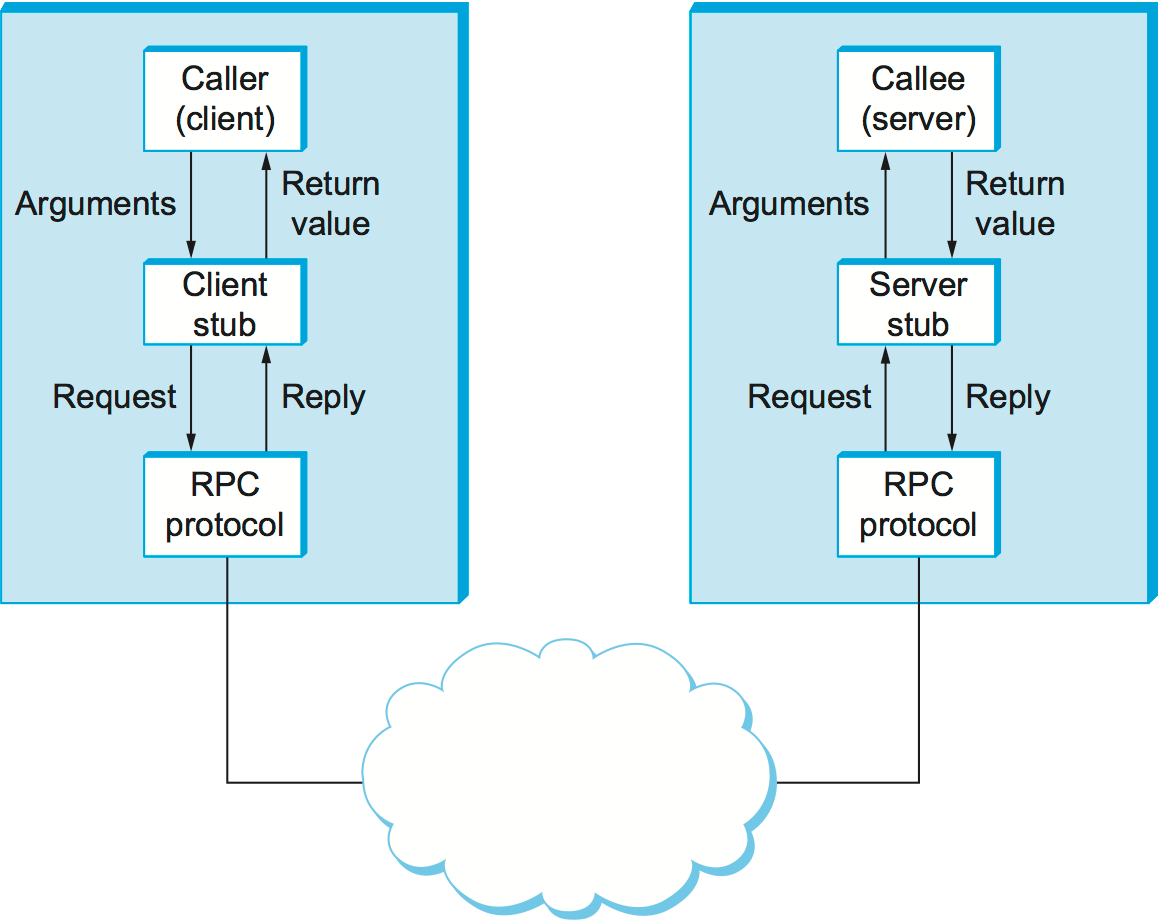 Caller
(client)
Arguments
Return
value
Client
stub
Request
Reply
RPC
protocol
Callee
(server)
Arguments
Return
value
Server
stub
Request
Reply
RPC
protocol